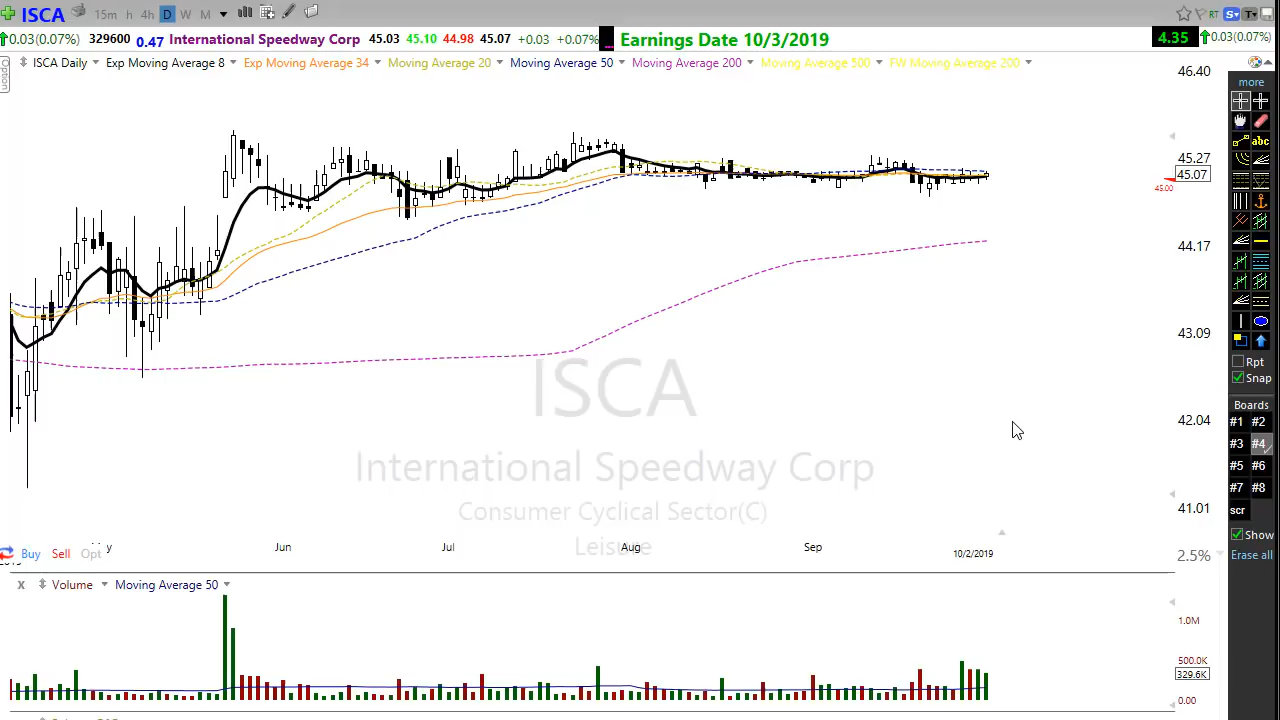 ISCA 15m h 4h D W M RT S T
0.03(0.07%) 329600 0.47 International Speedway Corp 45.03 45.10 44.98 45.07 +0.03 +0.07% Earnings Date 10/3/2019 4.35 0.03(0.07%)
Option ISCA Daily Exp Moving Average 8 Exp Moving Average 34 Moving Average 20 Moving Average 50 Moving Average 200 Moving Average 500 FW Moving Average 200
46.40
more
abc
45.27
45.07
45.00
44.17
43.09
Rpt
Snap
ISCA
Boards
42.04
#1 #2
#3 #4
International Speedway Corp
#5 #6
#7 #8
Consumer Cyclical Sector(C)
41.01
scr
Show
Leisure
Jun Jul Aug Sep 10/2/2019
Buy Sell Opt 2.5% Erase all
X Volume Moving Average 50
1.0M
500.0K
329.6K
0.00